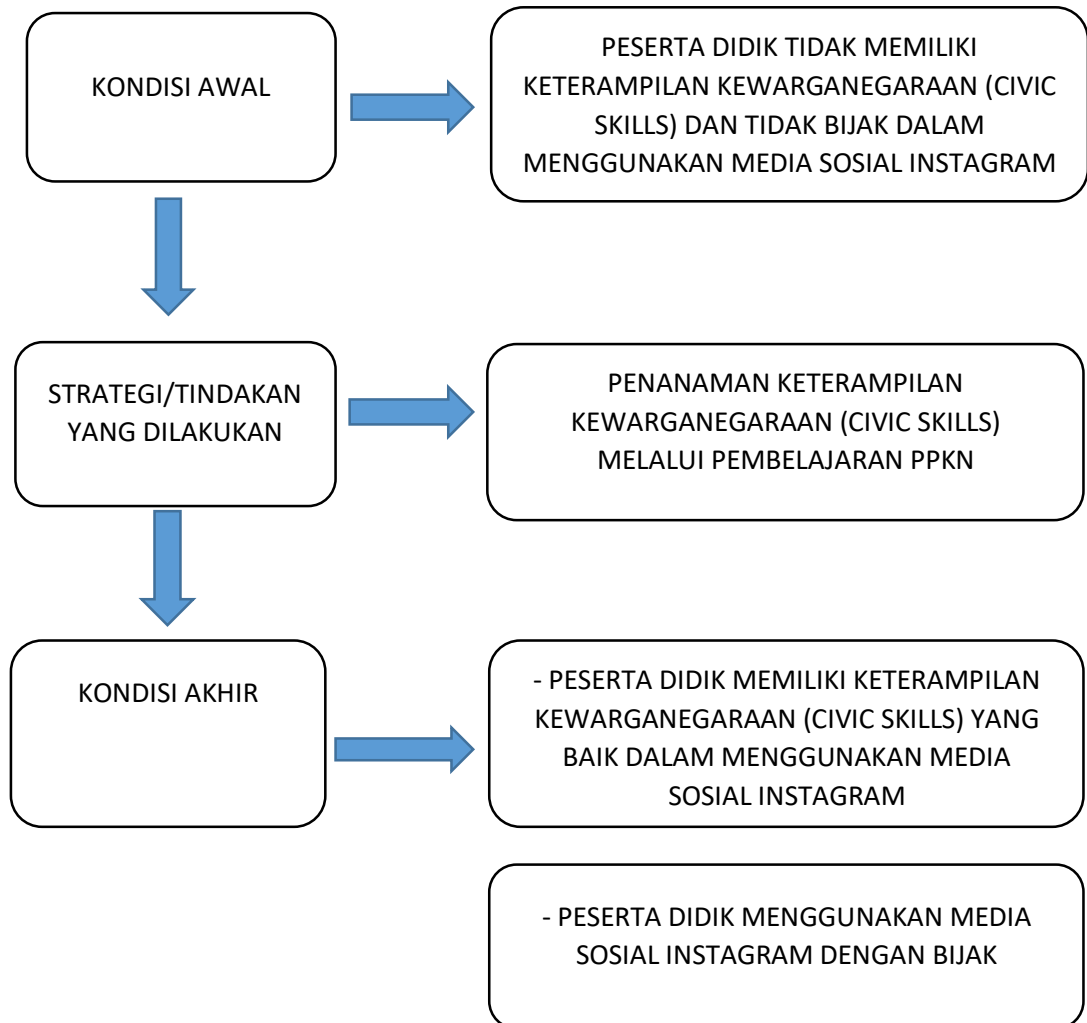 KONDISI AWAL
PESERTA DIDIK TIDAK MEMILIKI
KETERAMPILAN KEWARGANEGARAAN (CIVIC
SKILLS) DAN TIDAK BIJAK DALAM
MENGGUNAKAN MEDIA SOSIAL INSTAGRAM
STRATEGI/TINDAKAN
YANG DILAKUKAN
PENANAMAN KETERAMPILAN
KEWARGANEGARAAN (CIVIC SKILLS)
MELALUI PEMBELAJARAN PPKN
KONDISI AKHIR
- PESERTA DIDIK MEMILIKI KETERAMPILAN
KEWARGANEGARAAN (CIVIC SKILLS) YANG
BAIK DALAM MENGGUNAKAN MEDIA
SOSIAL INSTAGRAM
- PESERTA DIDIK MENGGUNAKAN MEDIA
SOSIAL INSTAGRAM DENGAN BIJAK